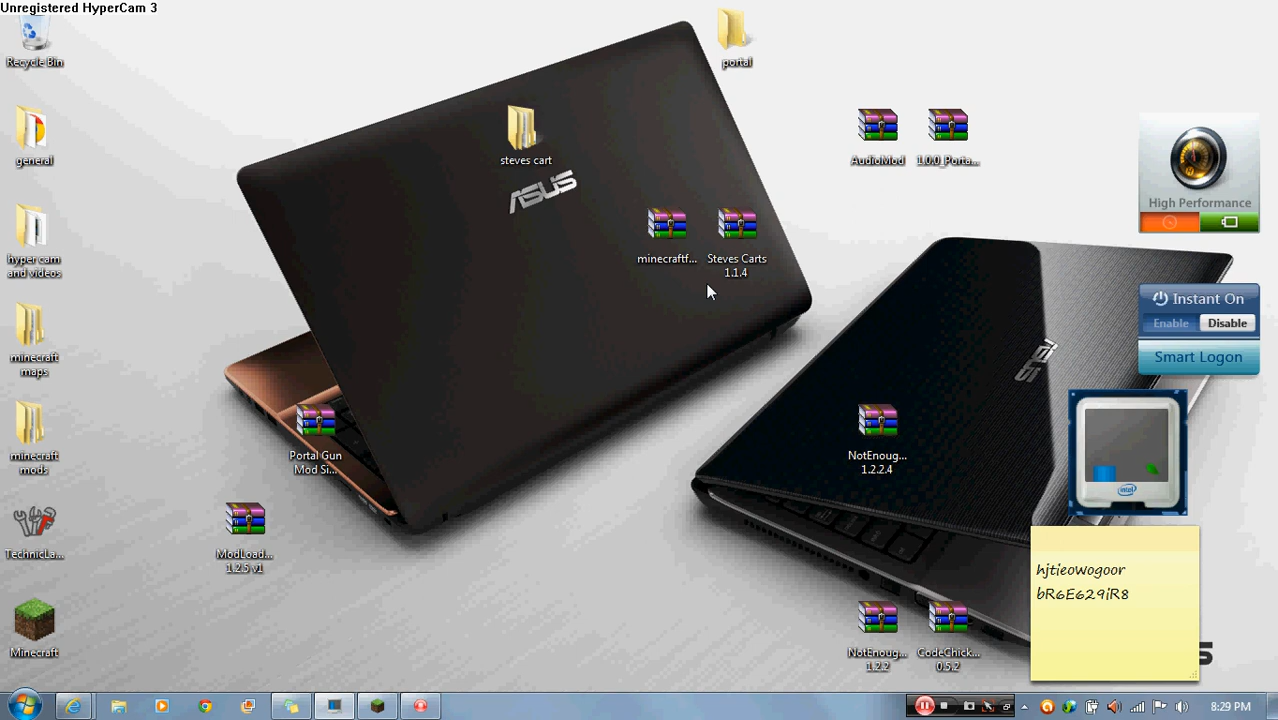 Unregistered HyperCam 3
Recycle Bin
portal
general
steves cart
AudioMod
1.0.0_Porta...
High Performance
hyper cam
and videos
minecraftf...
Steves Carts
1.1.4
Instant On
Enable
Disable
Smart Logon
minecraft
maps
ASUS
minecraft
mods
Portal Gun
Mod Si...
NotEnoug...
1.2.2.4
intel
TechnicLa...
ModLoad...
1.2.5 v1
hjtieowogoor
bR6E629iR8
Minecraft
NotEnoug...
1.2.2
CodeChick...
0.5.2
8:29 PM